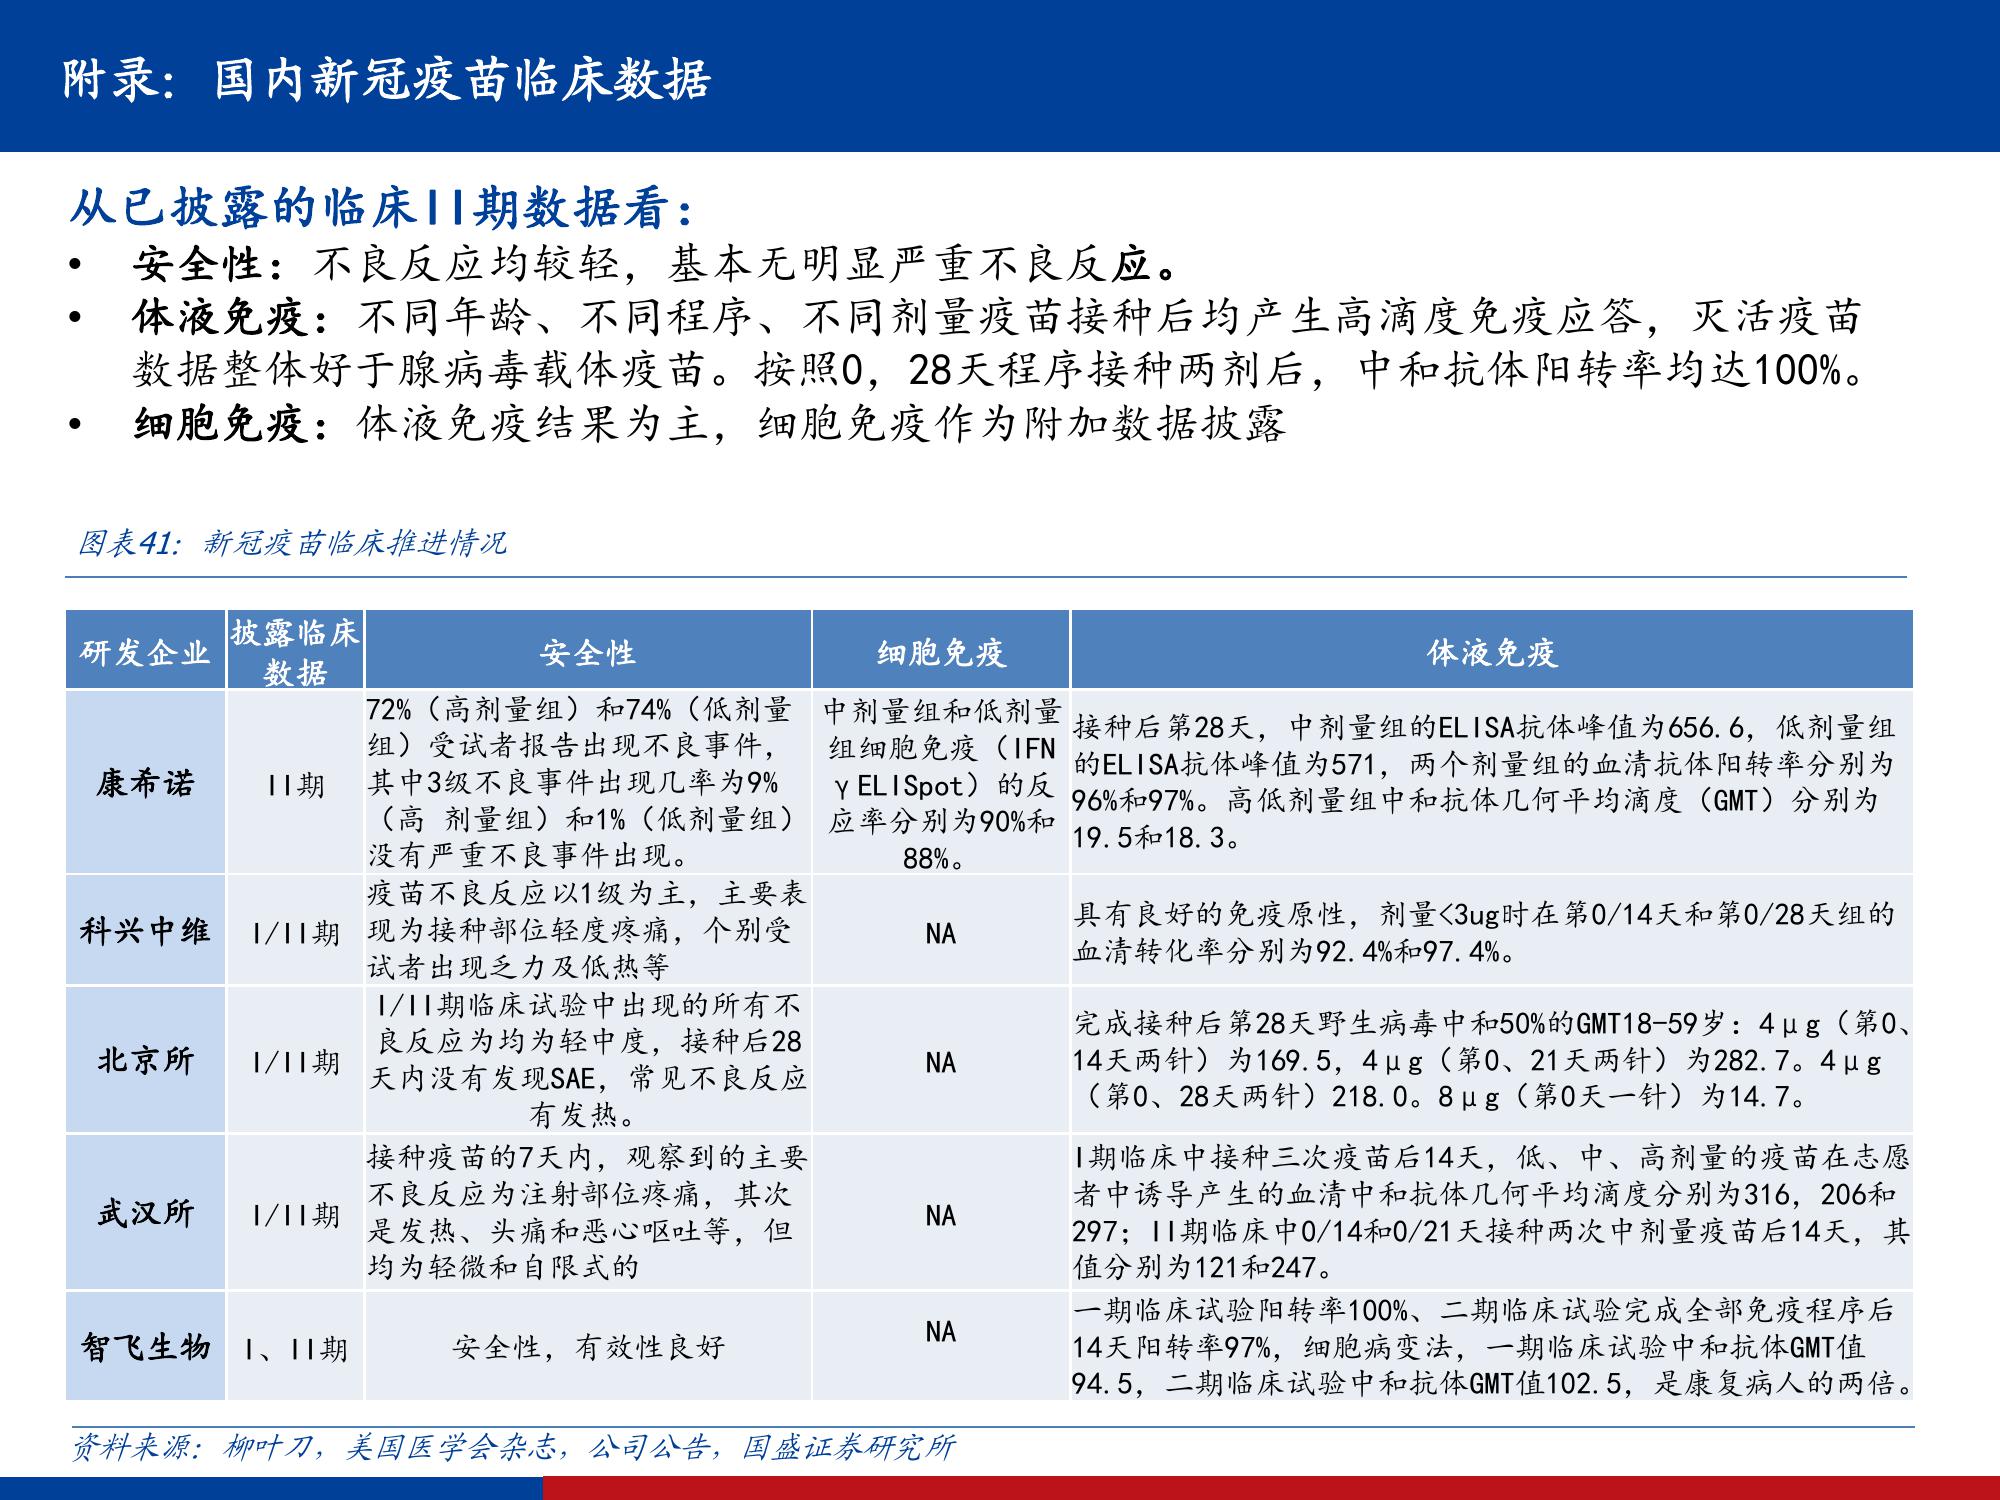 附录：国内新冠疫苗临床数据
从已披露的临床II期数据看：
• 安全性：不良反应均较轻，基本无明显严重不良反应。
• 体液免疫：不同年龄、不同程序、不同剂量疫苗接种后均产生高滴度免疫应答，灭活疫苗
数据整体好于腺病毒载体疫苗。按照0，28天程序接种两剂后，中和抗体阳转率均达100%。
• 细胞免疫：体液免疫结果为主，细胞免疫作为附加数据披露
图表41：新冠疫苗临床推进情况
研发企业
披露临床
数据
安全性
细胞免疫
体液免疫
康希诺
II期
72%（高剂量组）和74%（低剂量
组）受试者报告出现不良事件，
其中3级不良事件出现几率为9%
（高 剂量组）和1%（低剂量组）
没有严重不良事件出现。
中剂量组和低剂量
组细胞免疫（IFN
γELISpot）的反
应率分别为90%和
88%。
接种后第28天，中剂量组的ELISA抗体峰值为656.6，低剂量组
的ELISA抗体峰值为571，两个剂量组的血清抗体阳转率分别为
96%和97%。高低剂量组中和抗体几何平均滴度（GMT）分别为
19.5和18.3。
科兴中维
I/II期
疫苗不良反应以1级为主，主要表
现为接种部位轻度疼痛，个别受
试者出现乏力及低热等
NA
具有良好的免疫原性，剂量<3ug时在第0/14天和第0/28天组的
血清转化率分别为92.4%和97.4%。
北京所
I/II期
I/II期临床试验中出现的所有不
良反应为均为轻中度，接种后28
天内没有发现SAE，常见不良反应
有发热。
NA
完成接种后第28天野生病毒中和50%的GMT18-59岁：4μg（第0、
14天两针）为169.5，4μg（第0、21天两针）为282.7。4μg
（第0、28天两针）218.0。8μg（第0天一针）为14.7。
武汉所
I/II期
接种疫苗的7天内，观察到的主要
不良反应为注射部位疼痛，其次
是发热、头痛和恶心呕吐等，但
均为轻微和自限式的
NA
I期临床中接种三次疫苗后14天，低、中、高剂量的疫苗在志愿
者中诱导产生的血清中和抗体几何平均滴度分别为316，206和
297；II期临床中0/14和0/21天接种两次中剂量疫苗后14天，其
值分别为121和247。
智飞生物
I、II期
安全性，有效性良好
NA
一期临床试验阳转率100%、二期临床试验完成全部免疫程序后
14天阳转率97%，细胞病变法，一期临床试验中和抗体GMT值
94.5，二期临床试验中和抗体GMT值102.5，是康复病人的两倍。
资料来源：柳叶刀，美国医学会杂志，公司公告，国盛证券研究所